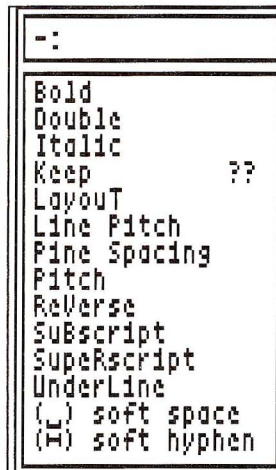 -:
Bold
Double
Italic
Keep ??
LayouT
Line Pitch
Pine Spacing
Pitch
ReVerse
SuBscript
SupeRscript
UnderLine
(␣) soft space
(H) soft hyphen